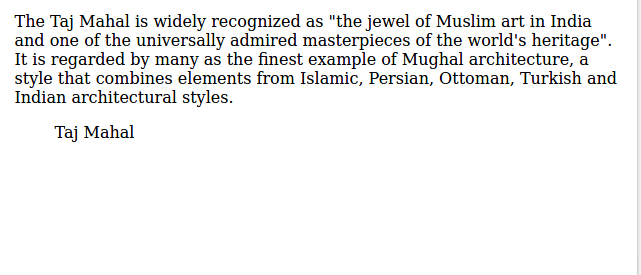 The Taj Mahal is widely recognized as "the jewel of Muslim art in India
and one of the universally admired masterpieces of the world's heritage".
It is regarded by many as the finest example of Mughal architecture, a
style that combines elements from Islamic, Persian, Ottoman, Turkish and
Indian architectural styles.
Taj Mahal